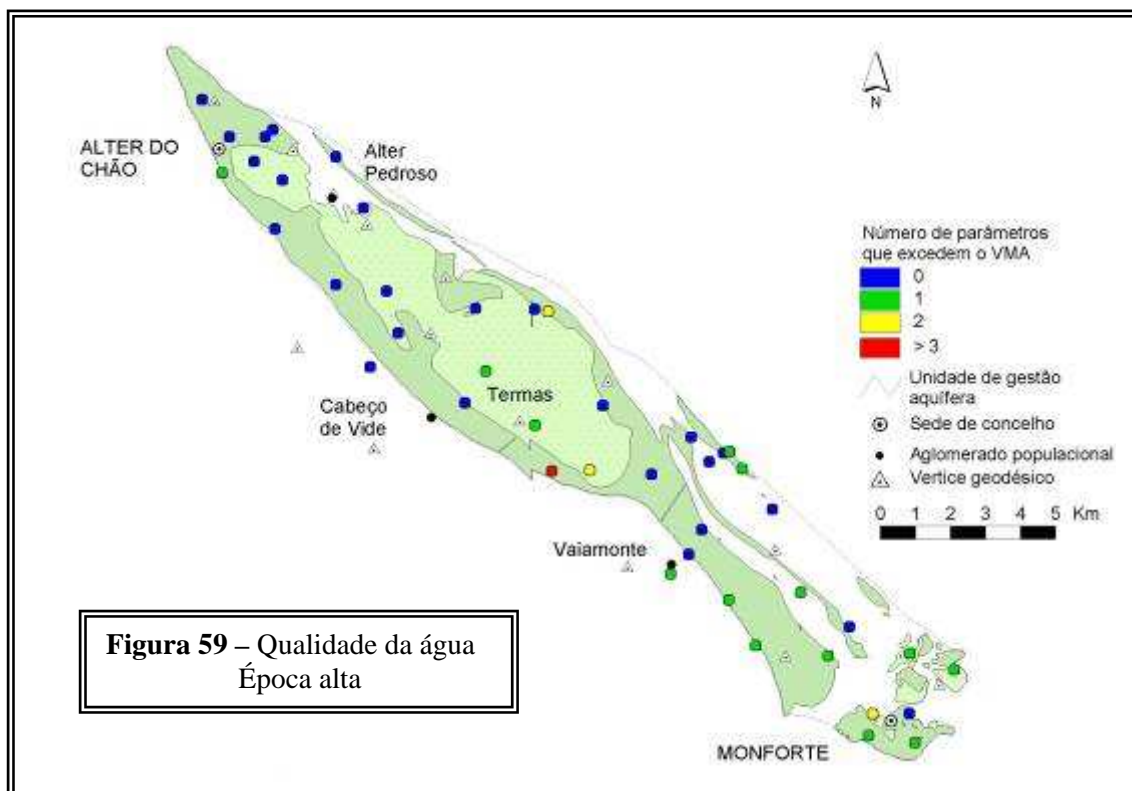 N
ALTER DO
CHÃO
Alter
Pedroso
Número de parâmetros
que excedem o VMA
0
1
2
> 3
Unidade de gestão
aquífera
Sede de concelho
Aglomerado populacional
Vertice geodésico
0 1 2 3 4 5 Km
Termas
Cabeço
de Vide
Vaiamonte
Figura 59 – Qualidade da água
Época alta
MONFORTE